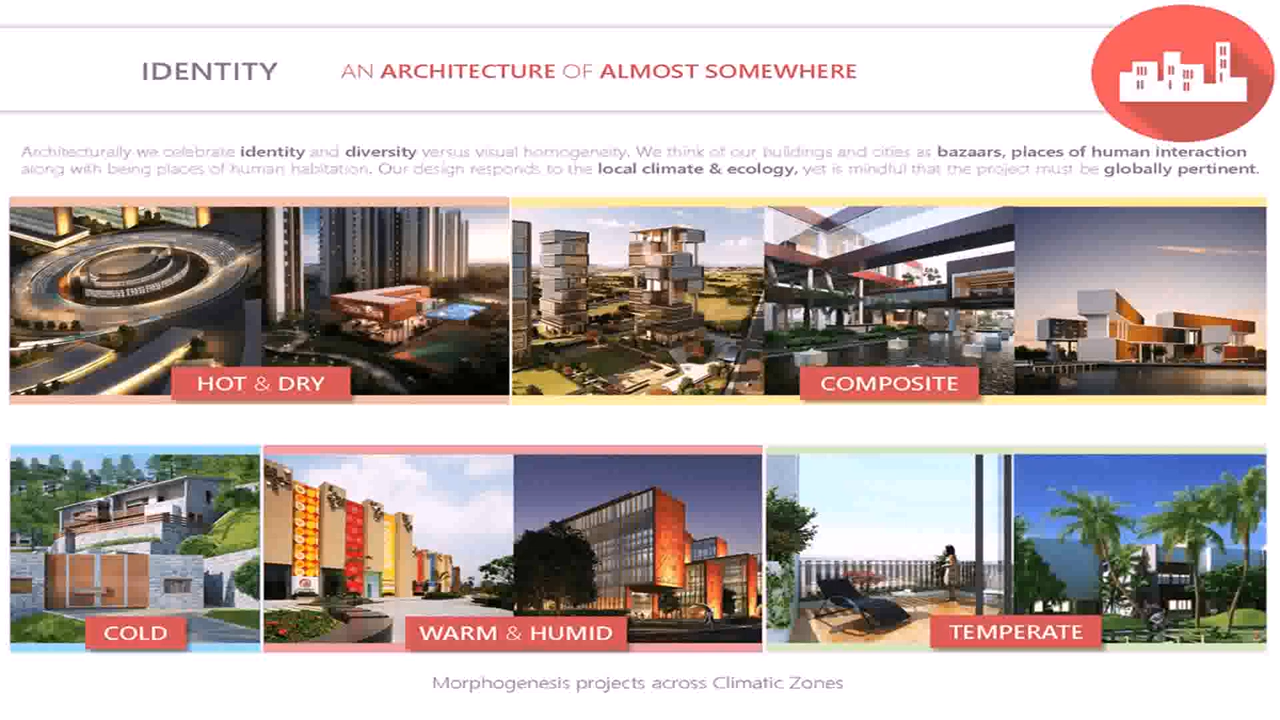 IDENTITY
AN ARCHITECTURE OF ALMOST SOMEWHERE
Architecturally we celebrate identity and diversity versus visual homogeneity. We think of our buildings and cities as bazaars, places of human interaction
along with being places of human habitation. Our design responds to the local climate & ecology, yet is mindful that the project must be globally pertinent.
HOT & DRY
COMPOSITE
COLD
WARM & HUMID
TEMPERATE
Morphogenesis projects across Climatic Zones